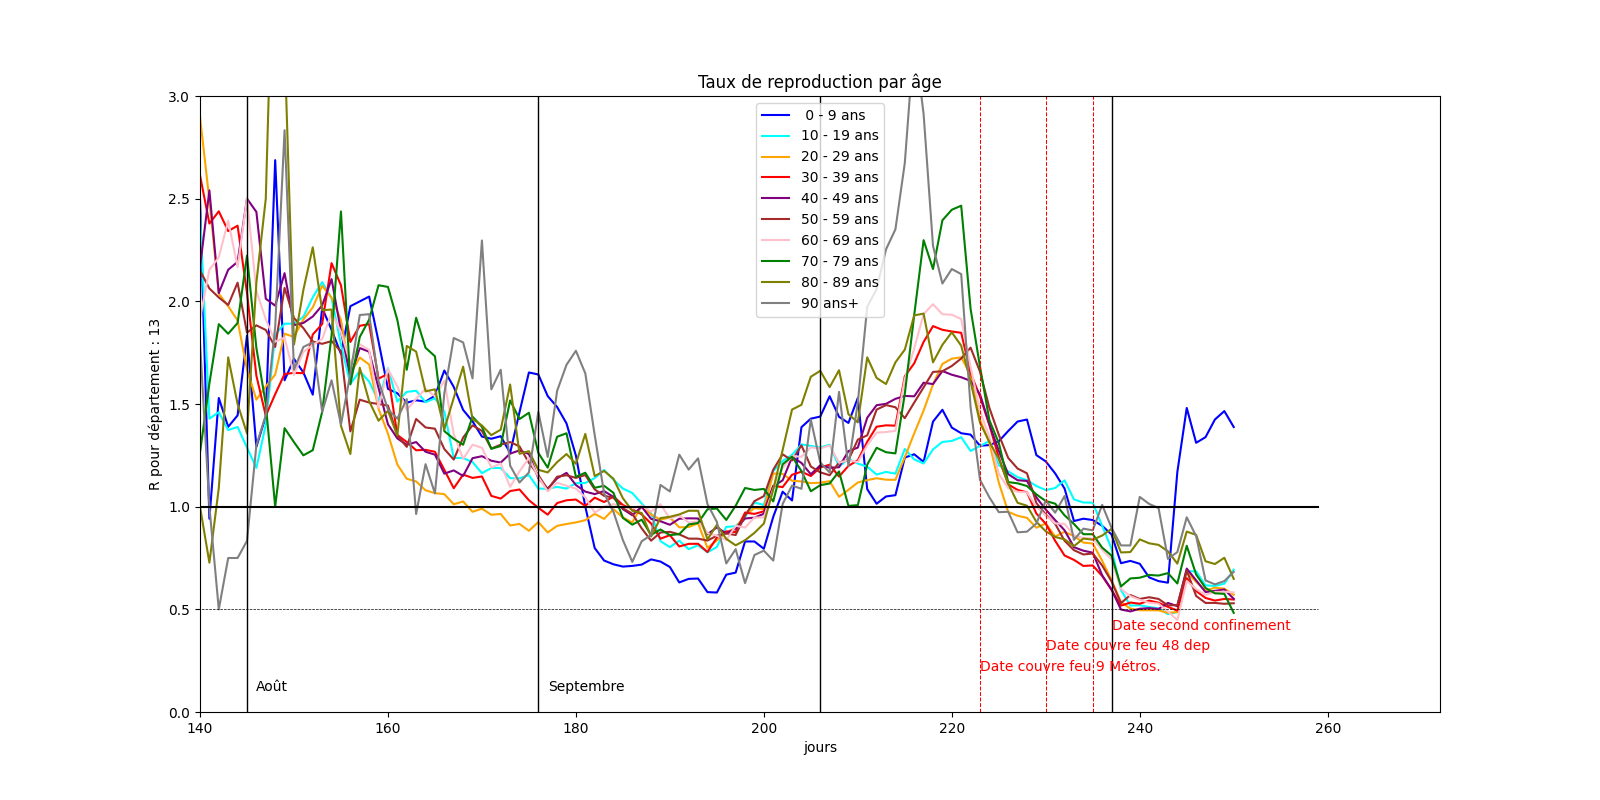 Taux de reproduction par âge
R pour département : 13
3.0
2.5
2.0
1.5
1.0
0.5
0.0
0 - 9 ans
10 - 19 ans
20 - 29 ans
30 - 39 ans
40 - 49 ans
50 - 59 ans
60 - 69 ans
70 - 79 ans
80 - 89 ans
90 ans+
Date second confinement
Date couvre feu 48 dep
Date couvre feu 9 Métros.
Août
Septembre
140 160 180 200 220 240 260
jours